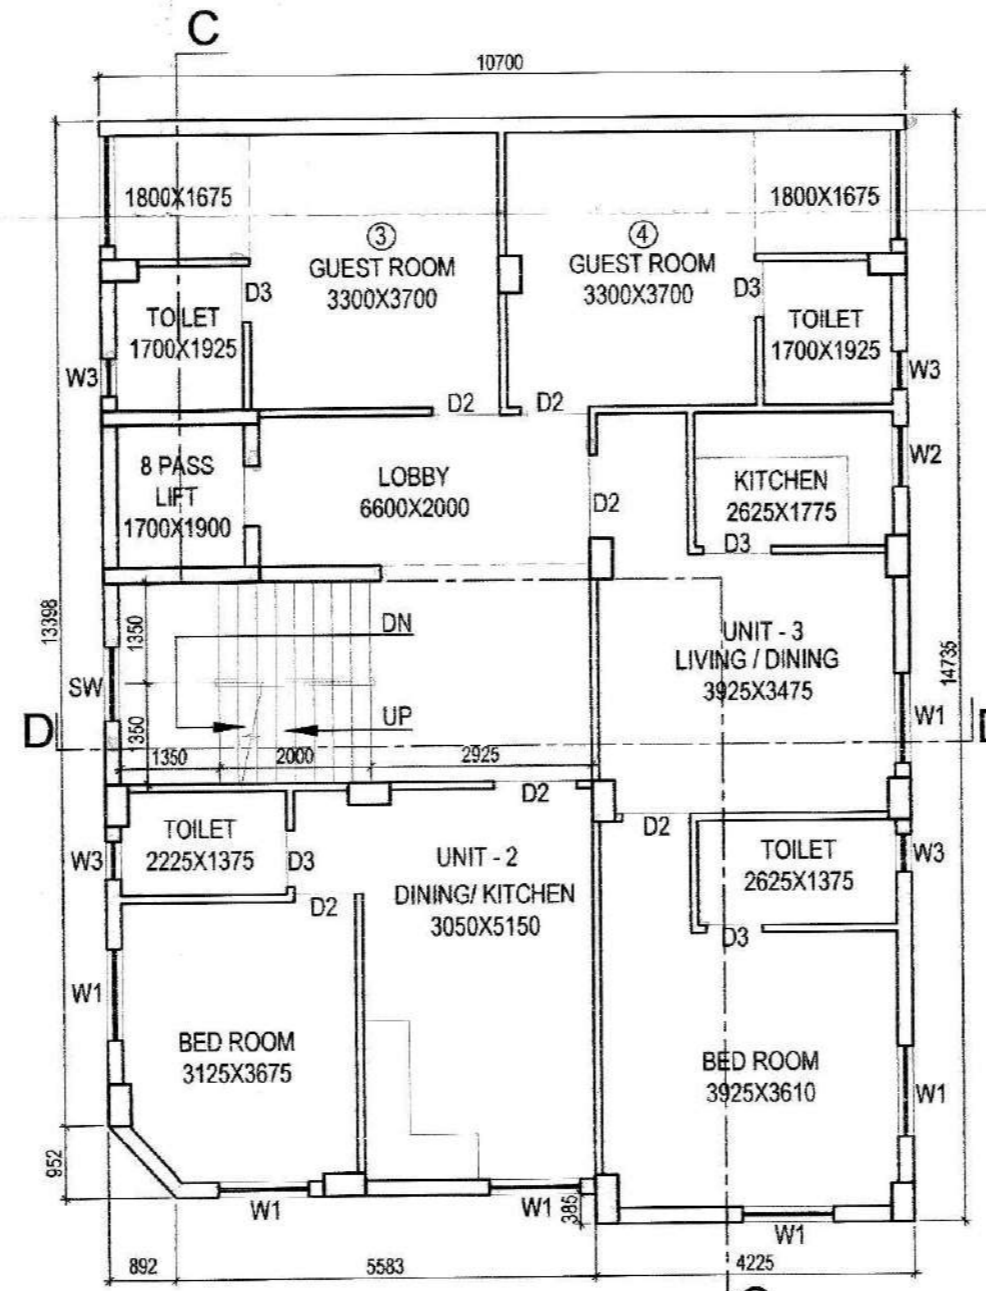 C
10700
1800X1675
1800X1675
3
GUEST ROOM
3300X3700
4
GUEST ROOM
3300X3700
D3
D3
TOILET
1700X1925
TOILET
1700X1925
W3
W3
D2
D2
8 PASS
LIFT
1700X1900
LOBBY
6600X2000
D2
KITCHEN
2625X1775
W2
D3
13398
1350
DN
UNIT - 3
LIVING / DINING
3925X3475
14735
SW
1350
UP
W1
D
1350
2000
2925
D2
D2
TOILET
2225X1375
D3
W3
UNIT - 2
DINING/ KITCHEN
3050X5150
TOILET
2625X1375
W3
D2
D3
W1
BED ROOM
3125X3675
BED ROOM
3925X3610
W1
952
W1
W1
385
W1
892
5583
4225